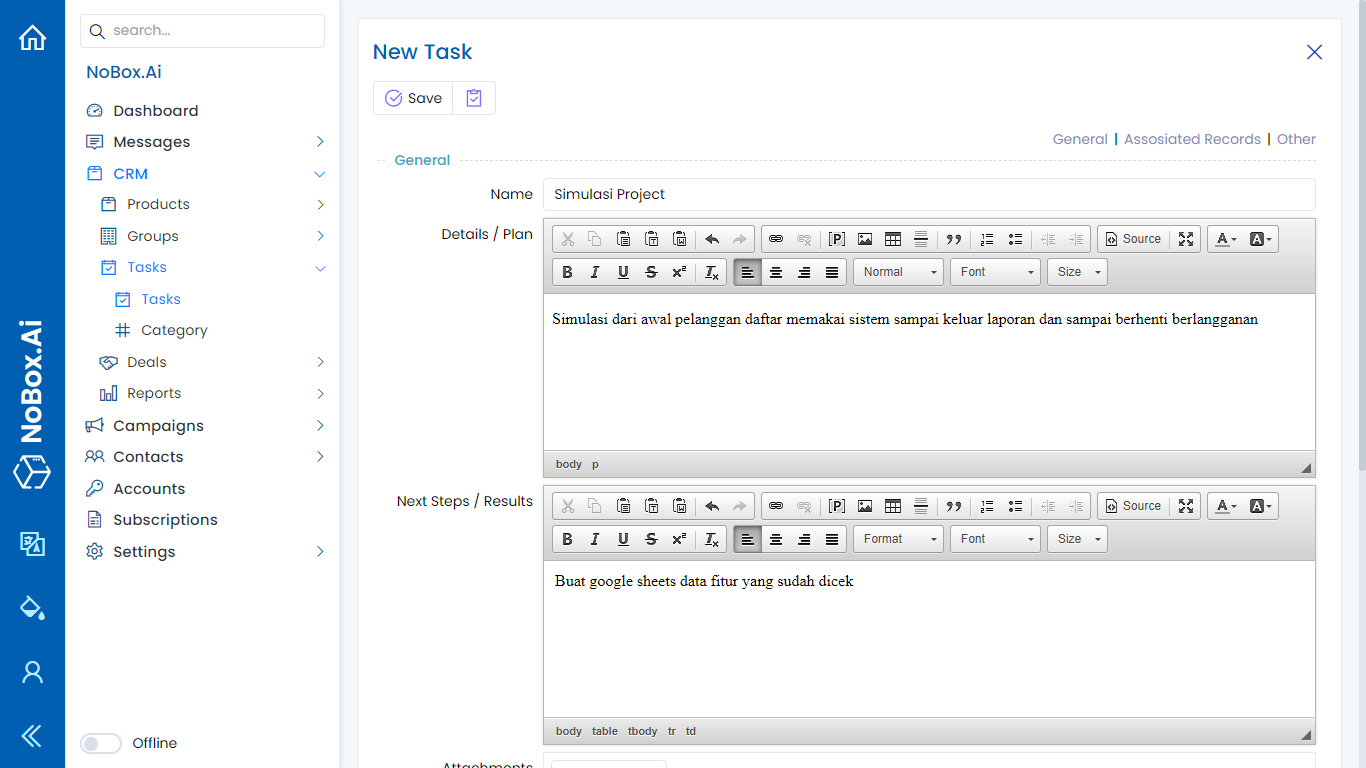 search...
NoBox.Ai
Dashboard
Messages
CRM
Products
Groups
Tasks
Tasks
Category
Deals
Reports
Campaigns
Contacts
Accounts
Subscriptions
Settings
Offline
NoBox.Ai
New Task
Save
General | Assosiated Records | Other
General
Name Simulasi Project
Details / Plan
Source
Normal Font Size
Simulasi dari awal pelanggan daftar memakai sistem sampai keluar laporan dan sampai berhenti berlangganan
body p
Next Steps / Results
Source
Format Font Size
Buat google sheets data fitur yang sudah dicek
body table tbody tr td
Attachments